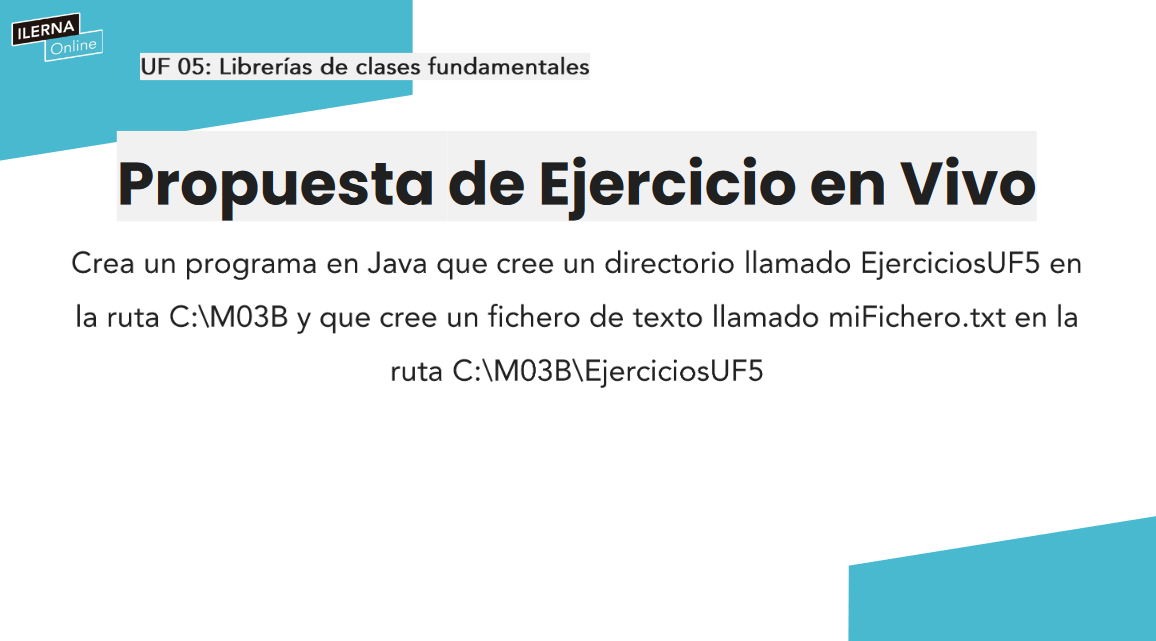 ILERNA
Online
UF 05: Librerías de clases fundamentales
Propuesta de Ejercicio en Vivo
Crea un programa en Java que cree un directorio llamado EjerciciosUF5 en
la ruta C:\M03B y que cree un fichero de texto llamado miFichero.txt en la
ruta C:\M03B\EjerciciosUF5